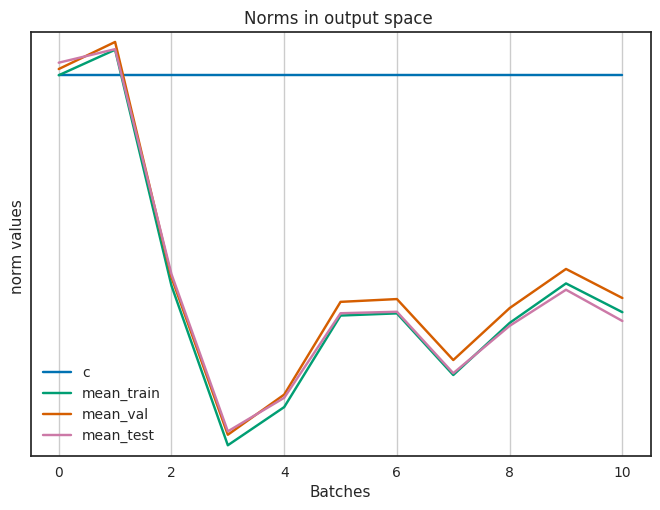 Norms in output space
norm values
c
mean_train
mean_val
mean_test
0 2 4 6 8 10
Batches